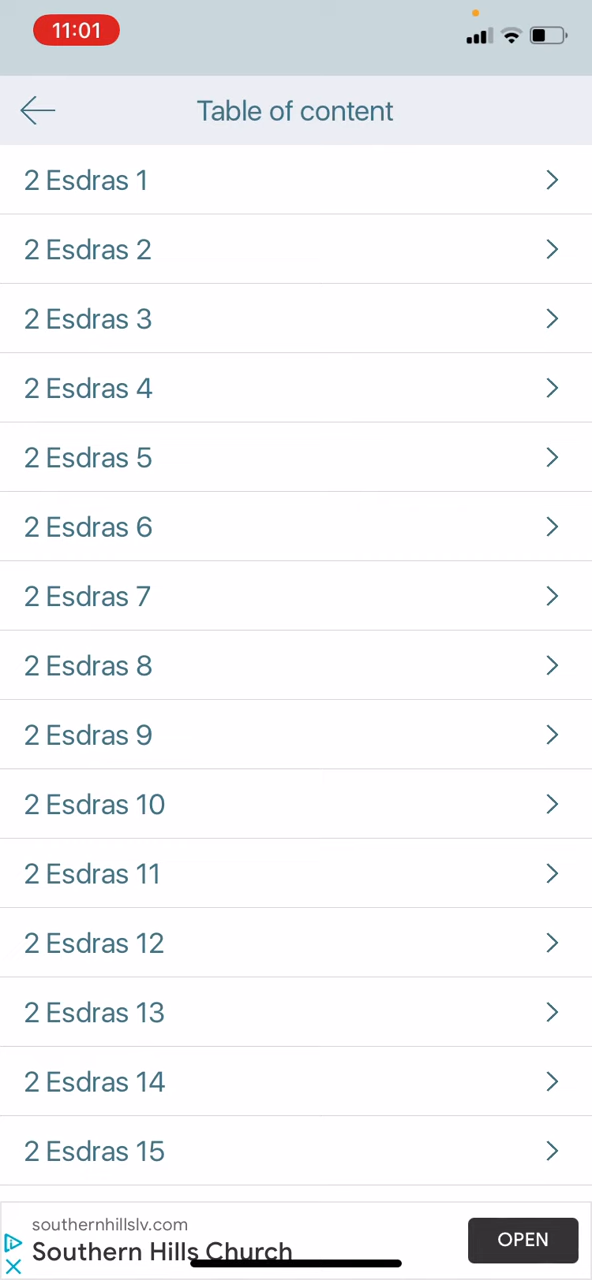 11:01
Table of content
2 Esdras 1
2 Esdras 2
2 Esdras 3
2 Esdras 4
2 Esdras 5
2 Esdras 6
2 Esdras 7
2 Esdras 8
2 Esdras 9
2 Esdras 10
2 Esdras 11
2 Esdras 12
2 Esdras 13
2 Esdras 14
2 Esdras 15
southernhillslv.com
Southern Hills Church
OPEN